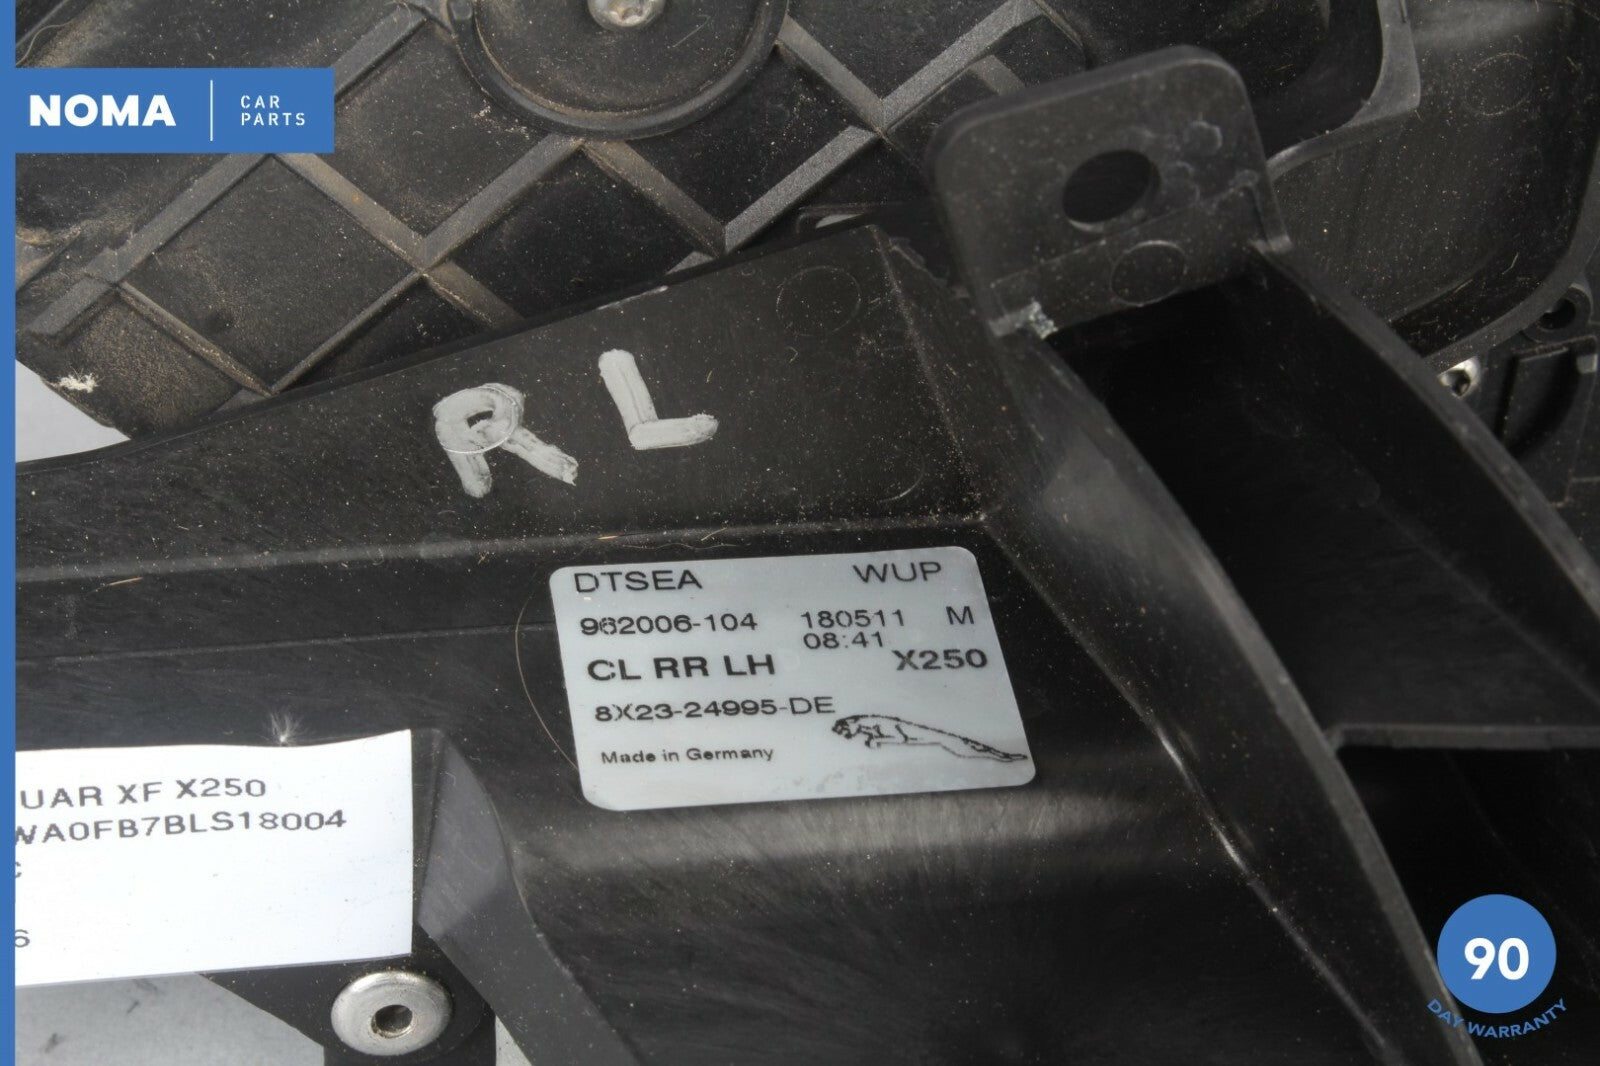 NOMA
CAR
PARTS
R L
DTSEA WUP
962006-104 180511 M
08:41
CL RR LH X250
8X23-24995-DE
Made in Germany
UAR XF X250
WA0FB7BLS18004
6
90
DAY WARRANTY